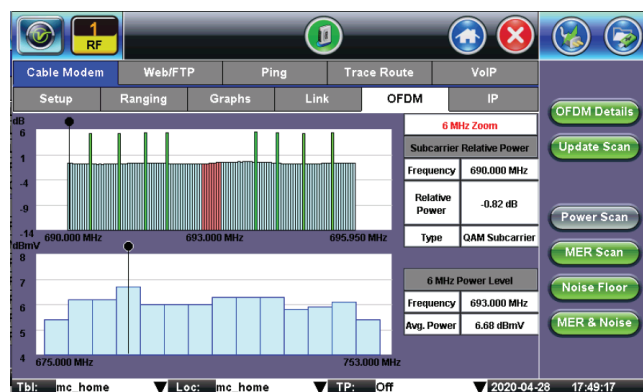 1
RF
Cable Modem Web/FTP Ping Trace Route VoIP
Setup Ranging Graphs Link OFDM IP
OFDM Details
Update Scan
Power Scan
MER Scan
Noise Floor
MER & Noise
dB
6
1
-4
-9
-14
690.000 MHz 693.000 MHz 695.950 MHz
6 MHz Zoom
Subcarrier Relative Power
Frequency 690.000 MHz
Relative Power -0.82 dB
Type QAM Subcarrier
dBmV
8
7
6
5
4
675.000 MHz 753.000 MHz
6 MHz Power Level
Frequency 693.000 MHz
Avg. Power 6.68 dBmV
Tbl: mc_home Loc: mc_home TP: Off 2020-04-28 17:49:17